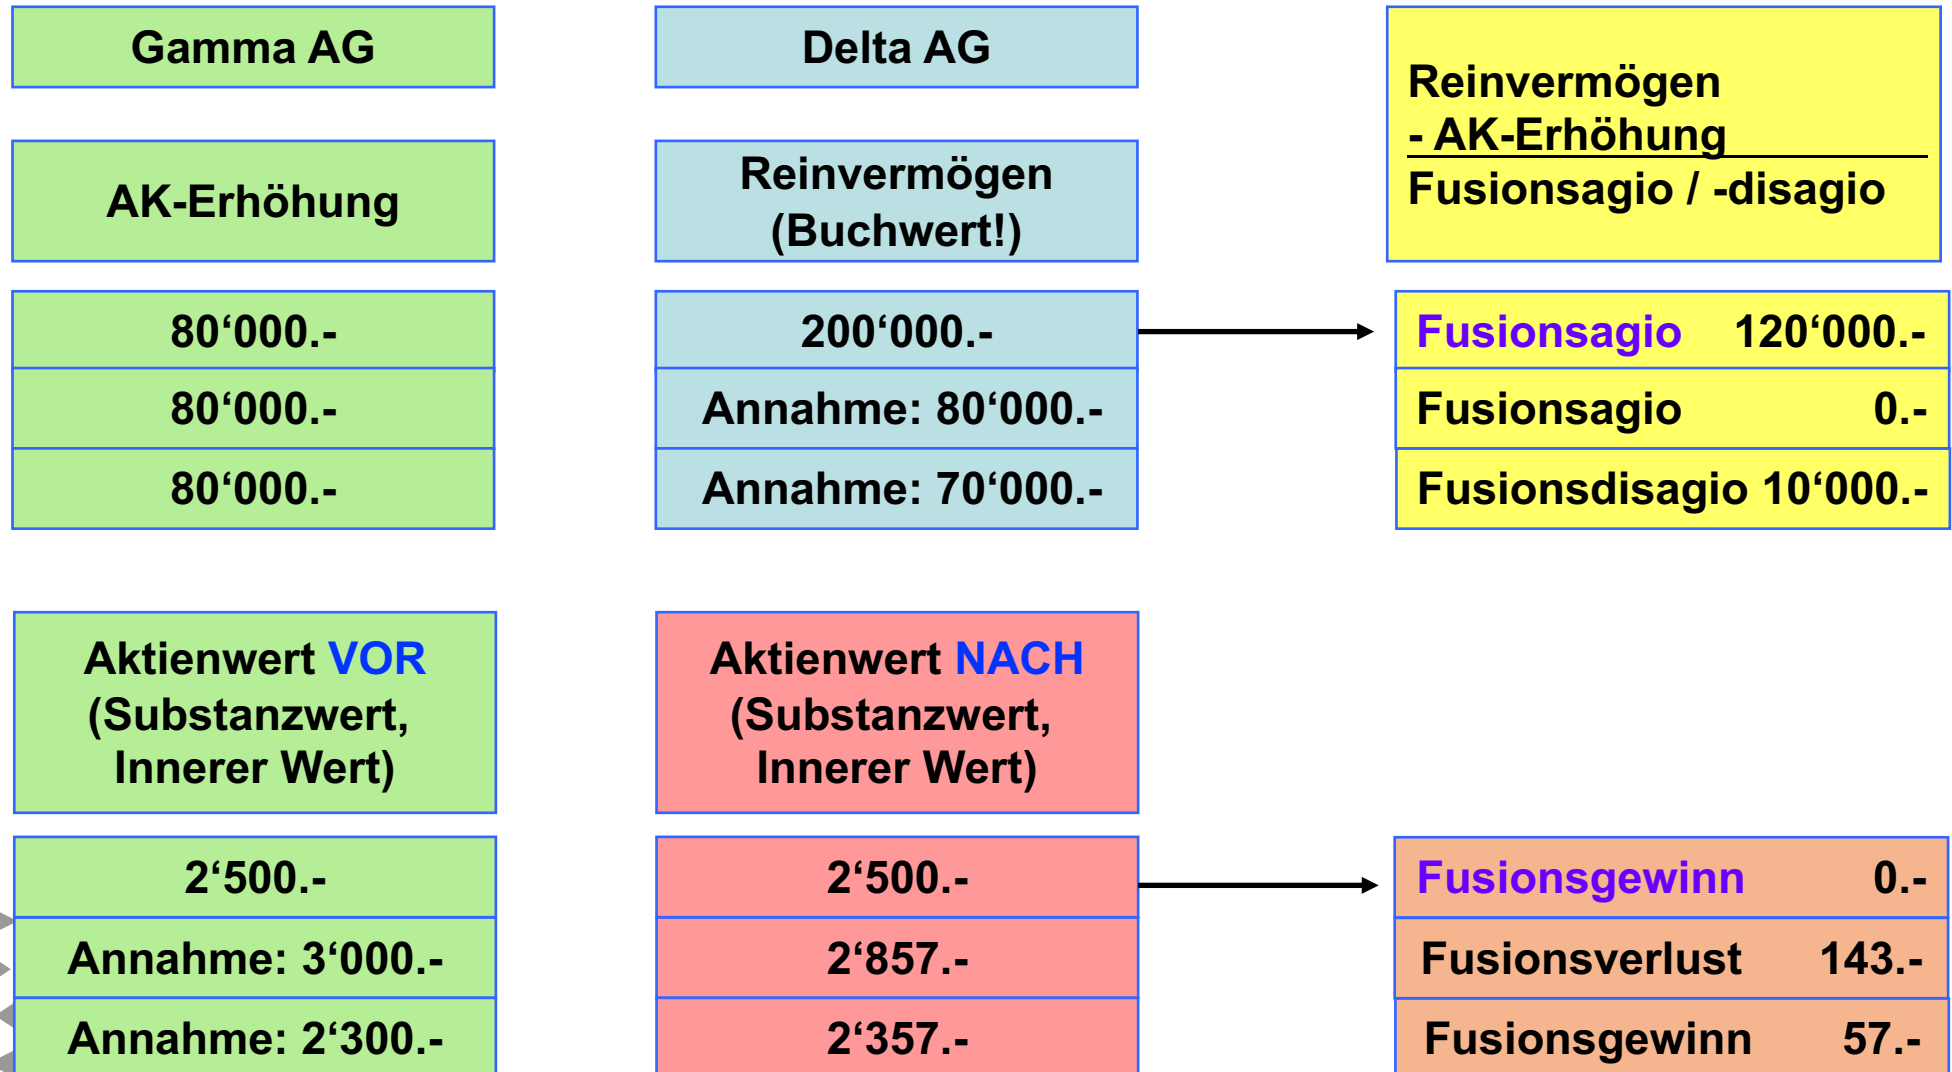 Gamma AG
Delta AG
Reinvermögen
- AK-Erhöhung
Fusionsagio / -disagio
AK-Erhöhung
Reinvermögen
(Buchwert!)
80‘000.-
200‘000.-
Fusionsagio 120‘000.-
80‘000.-
Annahme: 80‘000.-
Fusionsagio 0.-
80‘000.-
Annahme: 70‘000.-
Fusionsdisagio 10‘000.-
Aktienwert VOR
(Substanzwert,
Innerer Wert)
Aktienwert NACH
(Substanzwert,
Innerer Wert)
2‘500.-
2‘500.-
Fusionsgewinn 0.-
Annahme: 3‘000.-
2‘857.-
Fusionsverlust 143.-
Annahme: 2‘300.-
2‘357.-
Fusionsgewinn 57.-